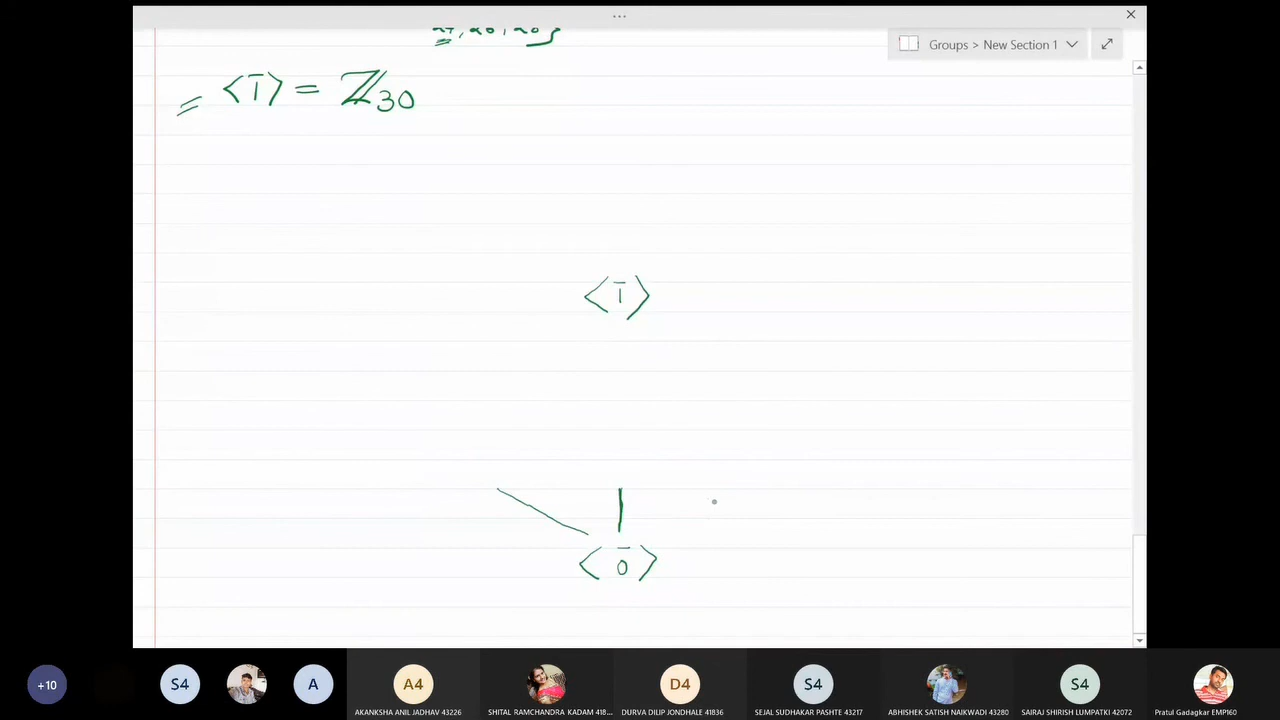 Groups > New Section 1
= <1̄> = ℤ30
<1̄>
<0̄>
+10
S4
A
A4
D4
S4
S4
AKANKSHA ANIL JADHAV 43226
SHITAL RAMCHANDRA KADAM 418...
DURVA DILIP JONDHALE 41836
SEJAL SUDHAKAR PASHTE 43217
ABHISHEK SATISH NAIKWADI 43280
SAIRAJ SHIRISH LUMPATKI 42072
Pratul Gadagkar EMP160